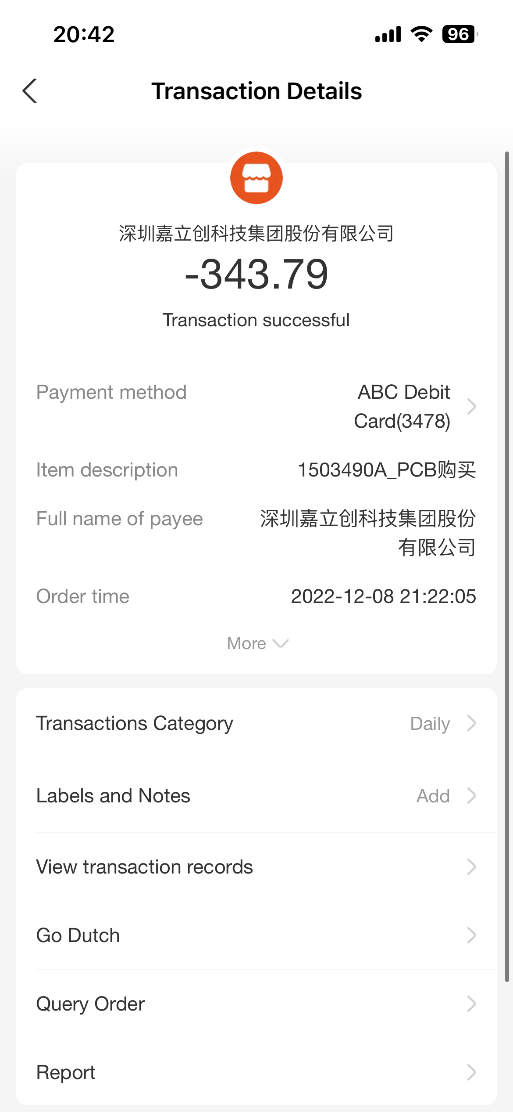 20:42
96
Transaction Details
深圳嘉立创科技集团股份有限公司
-343.79
Transaction successful
Payment method
ABC Debit
Card(3478)
Item description
1503490A_PCB购买
Full name of payee
深圳嘉立创科技集团股份
有限公司
Order time
2022-12-08 21:22:05
More
Transactions Category
Daily
Labels and Notes
Add
View transaction records
Go Dutch
Query Order
Report